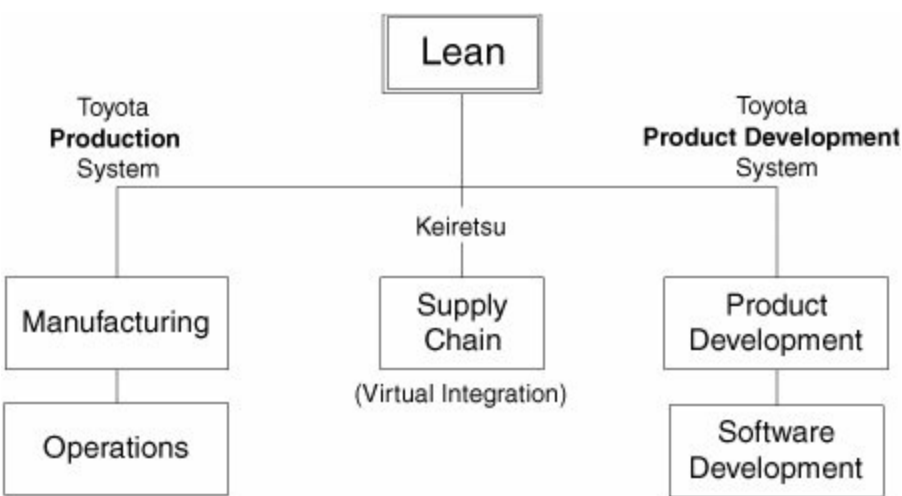 Lean
Toyota
Production
System
Toyota
Product Development
System
Keiretsu
Manufacturing
Supply
Chain
Product
Development
(Virtual Integration)
Operations
Software
Development